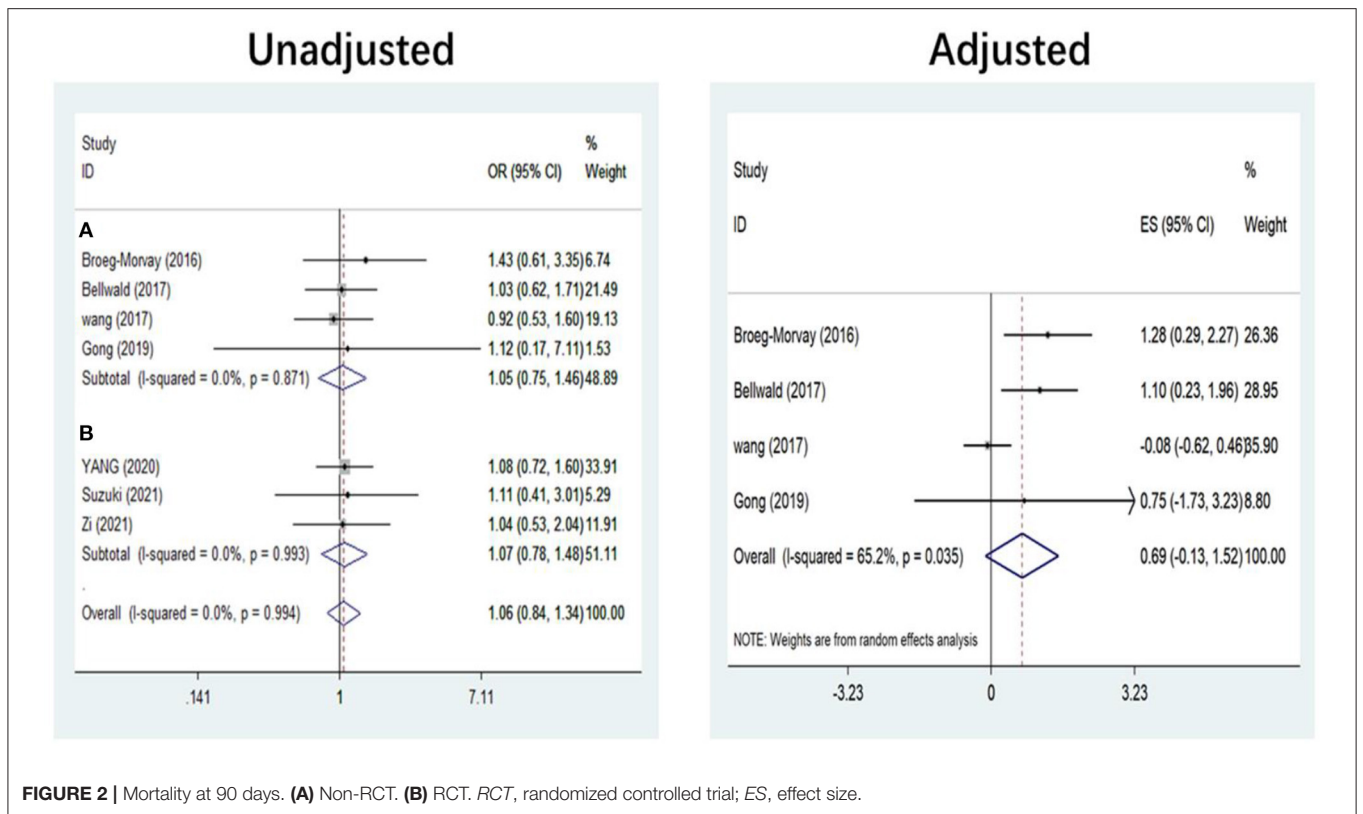 Unadjusted
Study %
ID OR (95% CI) Weight
A
Broeg-Morvay (2016) 1.43 (0.61, 3.35) 6.74
Bellwald (2017) 1.03 (0.62, 1.71) 21.49
wang (2017) 0.92 (0.53, 1.60) 19.13
Gong (2019) 1.12 (0.17, 7.11) 1.53
Subtotal (I-squared = 0.0%, p = 0.871) 1.05 (0.75, 1.46) 48.89
B
YANG (2020) 1.08 (0.72, 1.60) 33.91
Suzuki (2021) 1.11 (0.41, 3.01) 5.29
Zi (2021) 1.04 (0.53, 2.04) 11.91
Subtotal (I-squared = 0.0%, p = 0.993) 1.07 (0.78, 1.48) 51.11
.
Overall (I-squared = 0.0%, p = 0.994) 1.06 (0.84, 1.34) 100.00
.141 1 7.11
Adjusted
Study %
ID ES (95% CI) Weight
Broeg-Morvay (2016) 1.28 (0.29, 2.27) 26.36
Bellwald (2017) 1.10 (0.23, 1.96) 28.95
wang (2017) -0.08 (-0.62, 0.46) 35.90
Gong (2019) 0.75 (-1.73, 3.23) 8.80
Overall (I-squared = 65.2%, p = 0.035) 0.69 (-0.13, 1.52) 100.00
NOTE: Weights are from random effects analysis
-3.23 0 3.23
FIGURE 2 | Mortality at 90 days. (A) Non-RCT. (B) RCT. RCT, randomized controlled trial; ES, effect size.